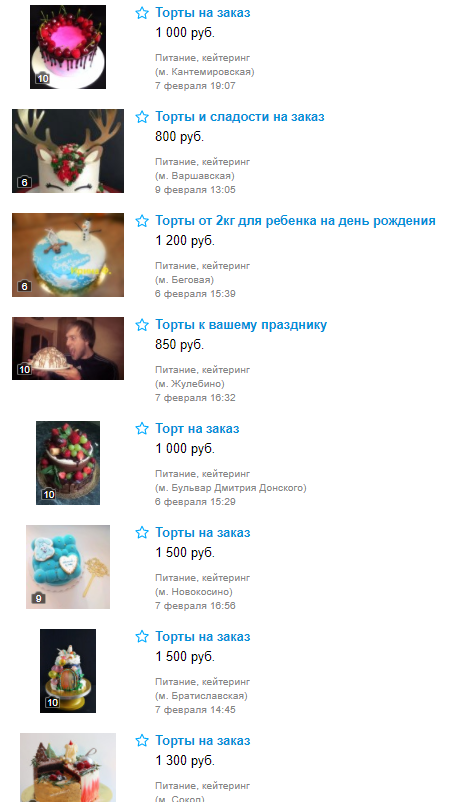 Торты на заказ
1 000 руб.
Питание, кейтеринг
(м. Кантемировская)
7 февраля 19:07
10
Торты и сладости на заказ
800 руб.
Питание, кейтеринг
(м. Варшавская)
9 февраля 13:05
6
Торты от 2кг для ребенка на день рождения
1 200 руб.
Питание, кейтеринг
(м. Беговая)
6 февраля 15:39
6
Торты к вашему празднику
850 руб.
Питание, кейтеринг
(м. Жулебино)
7 февраля 16:32
10
Торт на заказ
1 000 руб.
Питание, кейтеринг
(м. Бульвар Дмитрия Донского)
6 февраля 15:29
10
Торты на заказ
1 500 руб.
Питание, кейтеринг
(м. Новокосино)
7 февраля 16:56
9
Торты на заказ
1 500 руб.
Питание, кейтеринг
(м. Братиславская)
7 февраля 14:45
10
Торты на заказ
1 300 руб.
Питание, кейтеринг
(м. Сокол)